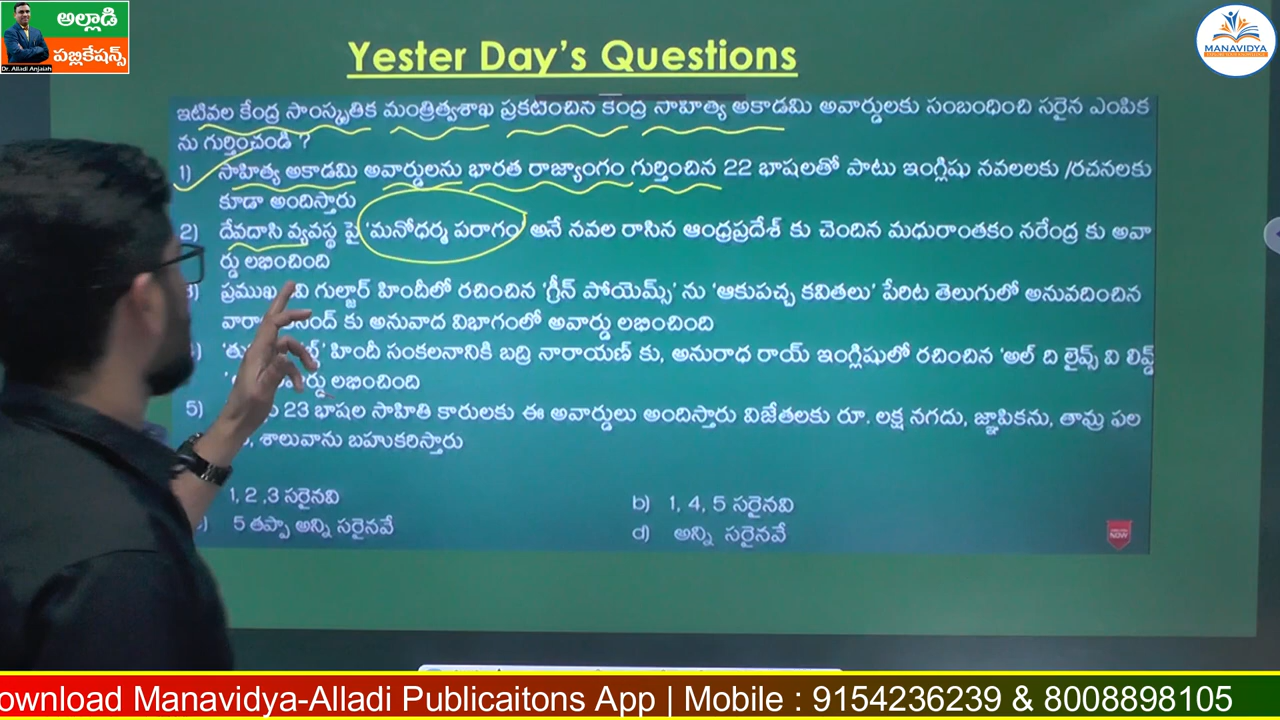 అల్లాడి
పబ్లికేషన్స్
Dr. Alladi Anjaiah
MANAVIDYA
Yester Day's Questions
ఇటీవల కేంద్ర సాంస్కృతిక మంత్రిత్వశాఖ ప్రకటించిన కేంద్ర సాహిత్య అకాడమి అవార్డులకు సంబంధించి సరైన ఎంపిక
ను గుర్తించండి ?
1) సాహిత్య అకాడమి అవార్డులను భారత రాజ్యాంగం గుర్తించిన 22 భాషలతో పాటు ఇంగ్లిషు నవలలకు /రచనలకు
కూడా అందిస్తారు
2) దేవదాసి వ్యవస్థ పై 'మనోధర్మ పరాగం' అనే నవల రాసిన ఆంధ్రప్రదేశ్ కు చెందిన మధురాంతకం నరేంద్ర కు అవా
ర్డు లభించింది
ప్రముఖ గుల్జార్ హిందీలో రచించిన 'గ్రీన్ పోయెమ్స్' ను 'ఆకుపచ్చ కవితలు' పేరిట తెలుగులో అనువదించిన
కు అనువాద విభాగంలో అవార్డు లభించింది
హిందీ సంకలనానికి బద్రి నారాయణ్ కు, అనురాధ రాయ్ ఇంగ్లిషులో రచించిన 'అల్ ది లైవ్స్ వి లివ్డ్
లభించింది
5) 23 భాషల సాహితి కారులకు ఈ అవార్డులు అందిస్తారు విజేతలకు రూ. లక్ష నగదు, జ్ఞాపికను, తామ్ర ఫల
శాలువాను బహుకరిస్తారు
1, 2 ,3 సరైనవి
b) 1, 4, 5 సరైనవి
5 తప్పా అన్ని సరైనవే
d) అన్ని సరైనవే
ownload Manavidya-Alladi Publicaitons App | Mobile : 9154236239 & 8008898105